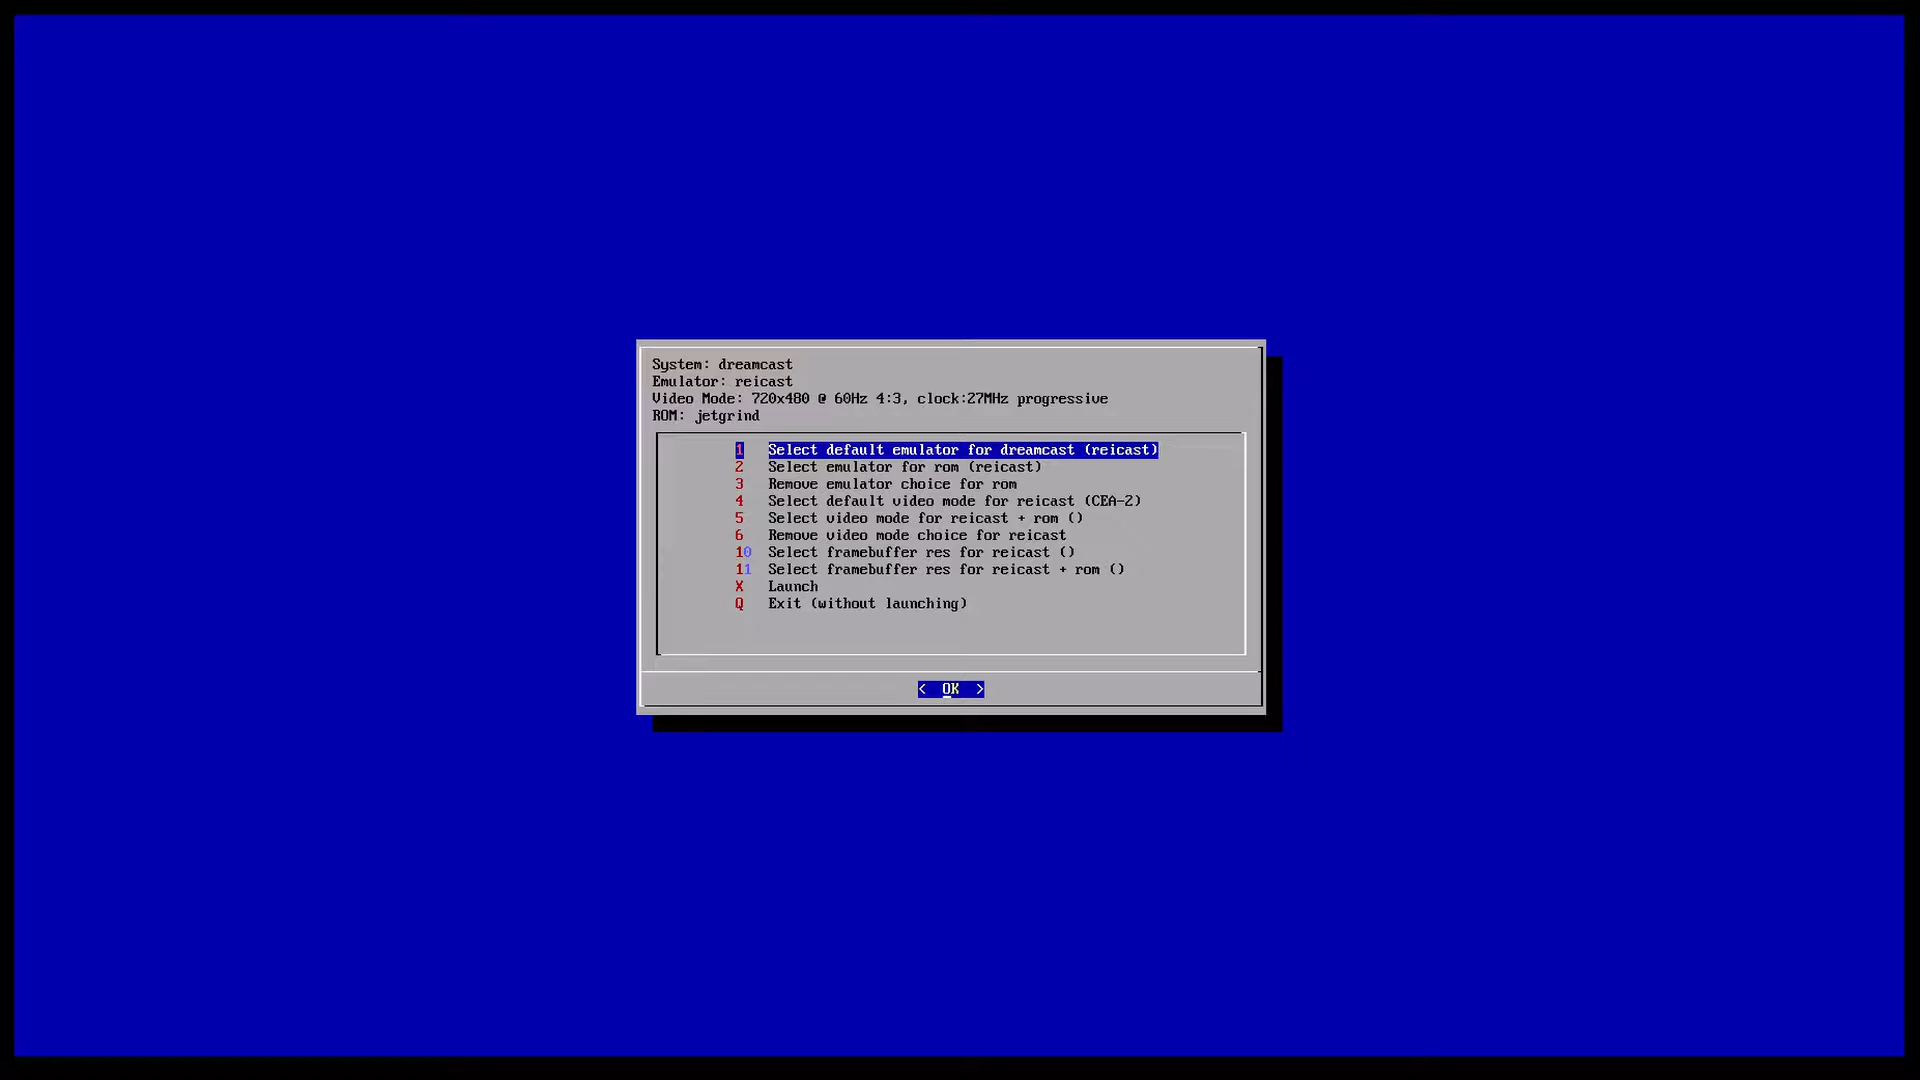 System: dreamcast
Emulator: reicast
Video Mode: 720x480 @ 60Hz 4:3, clock:27MHz progressive
ROM: jetgrind
1 Select default emulator for dreamcast (reicast)
2 Select emulator for rom (reicast)
3 Remove emulator choice for rom
4 Select default video mode for reicast (CEA-2)
5 Select video mode for reicast + rom ()
6 Remove video mode choice for reicast
10 Select framebuffer res for reicast ()
11 Select framebuffer res for reicast + rom ()
X Launch
Q Exit (without launching)
< OK >